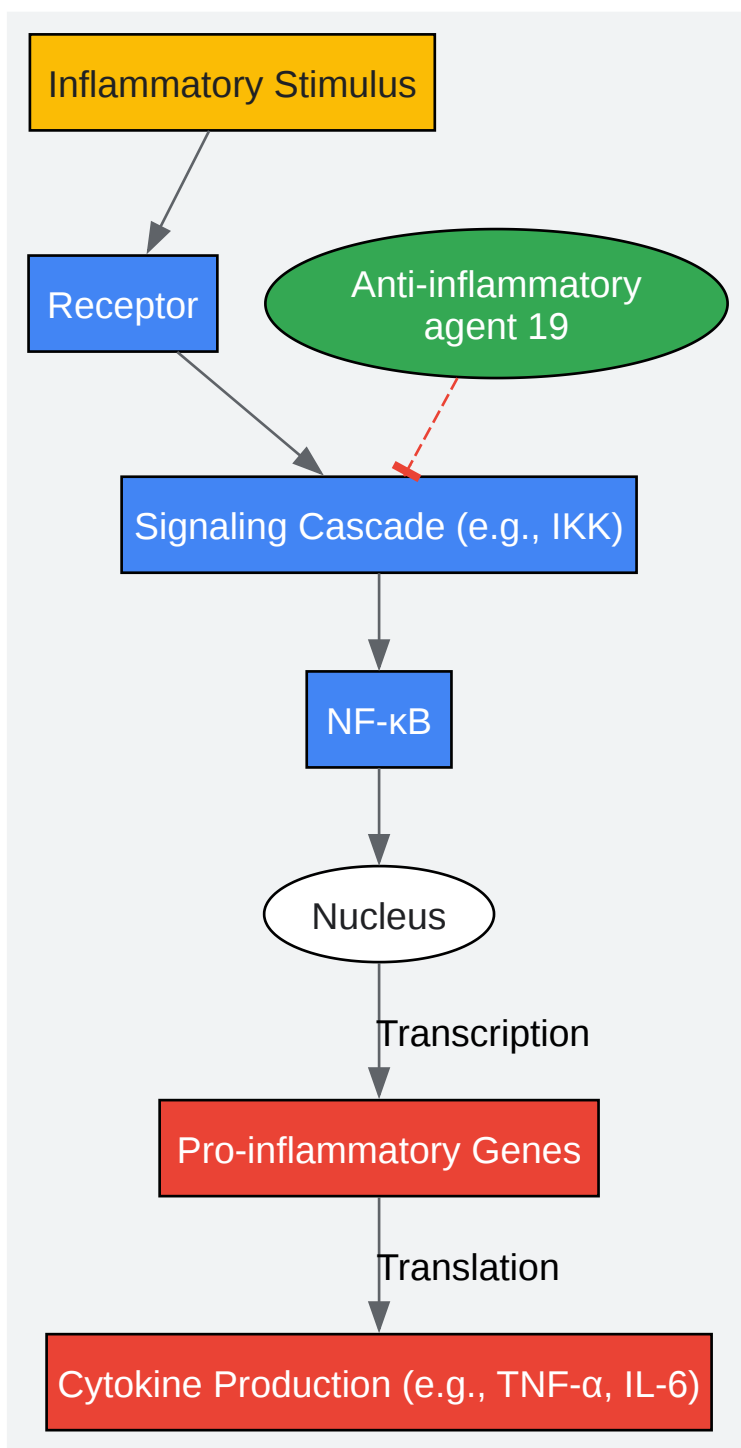 Inflammatory Stimulus
Receptor
Anti-inflammatory
agent 19
Signaling Cascade (e.g., IKK)
NF-κB
Nucleus
Transcription
Pro-inflammatory Genes
Translation
Cytokine Production (e.g., TNF-α, IL-6)